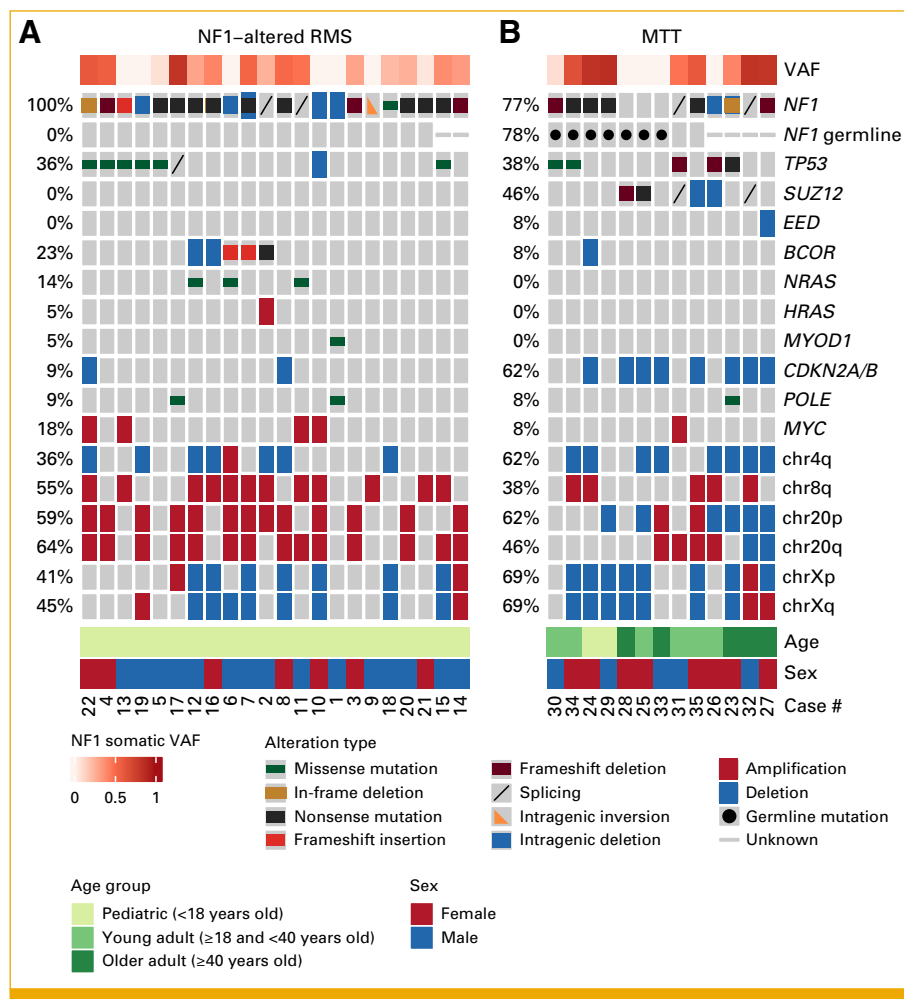 A
NF1–altered RMS
B
MTT
VAF
100%
77%
NF1
0%
78%
NF1 germline
36%
38%
TP53
0%
46%
SUZ12
0%
8%
EED
23%
8%
BCOR
14%
0%
NRAS
5%
0%
HRAS
5%
0%
MYOD1
9%
62%
CDKN2A/B
9%
8%
POLE
18%
8%
MYC
36%
62%
chr4q
55%
38%
chr8q
59%
62%
chr20p
64%
46%
chr20q
41%
69%
chrXp
45%
69%
chrXq
Age
Sex
22 4 13 19 5 17 12 16 6 7 2 8 11 10 1 3 9 18 20 21 15 14
30 34 24 29 28 25 33 31 35 26 23 32 27
Case #
NF1 somatic VAF
0 0.5 1
Alteration type
Missense mutation
In-frame deletion
Nonsense mutation
Frameshift insertion
Frameshift deletion
Splicing
Intragenic inversion
Intragenic deletion
Amplification
Deletion
Germline mutation
Unknown
Age group
Pediatric (<18 years old)
Young adult (≥18 and <40 years old)
Older adult (≥40 years old)
Sex
Female
Male